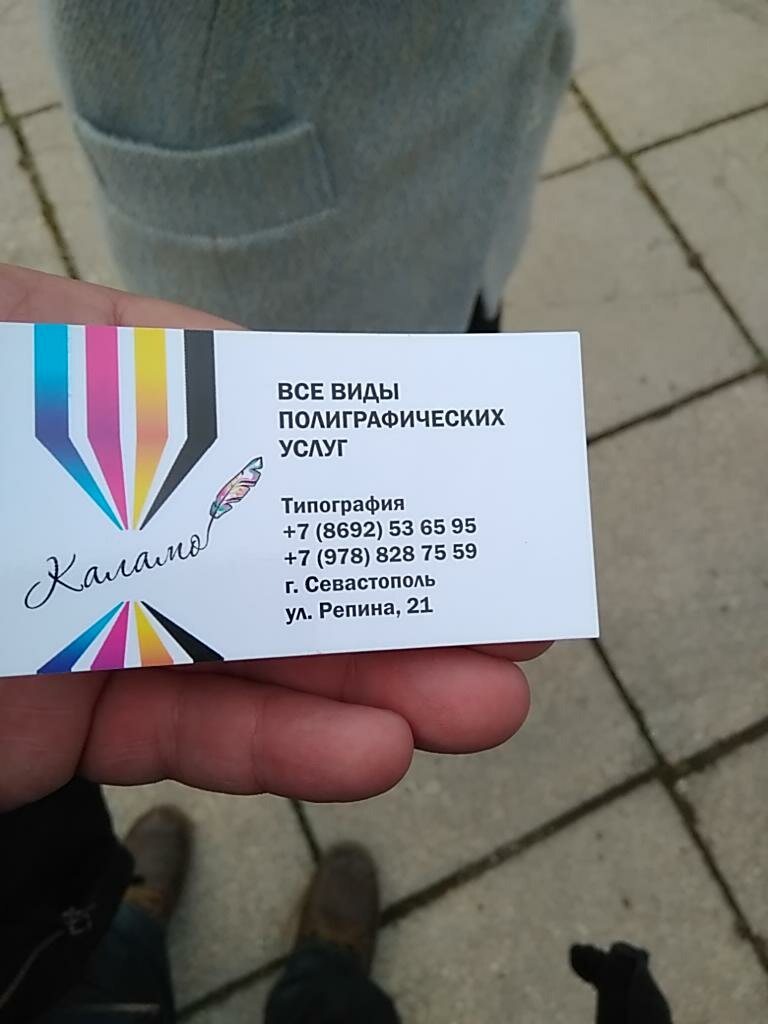 ВСЕ ВИДЫ
ПОЛИГРАФИЧЕСКИХ
УСЛУГ
Каламо
Типография
+7 (8692) 53 65 95
+7 (978) 828 75 59
г. Севастополь
ул. Репина, 21